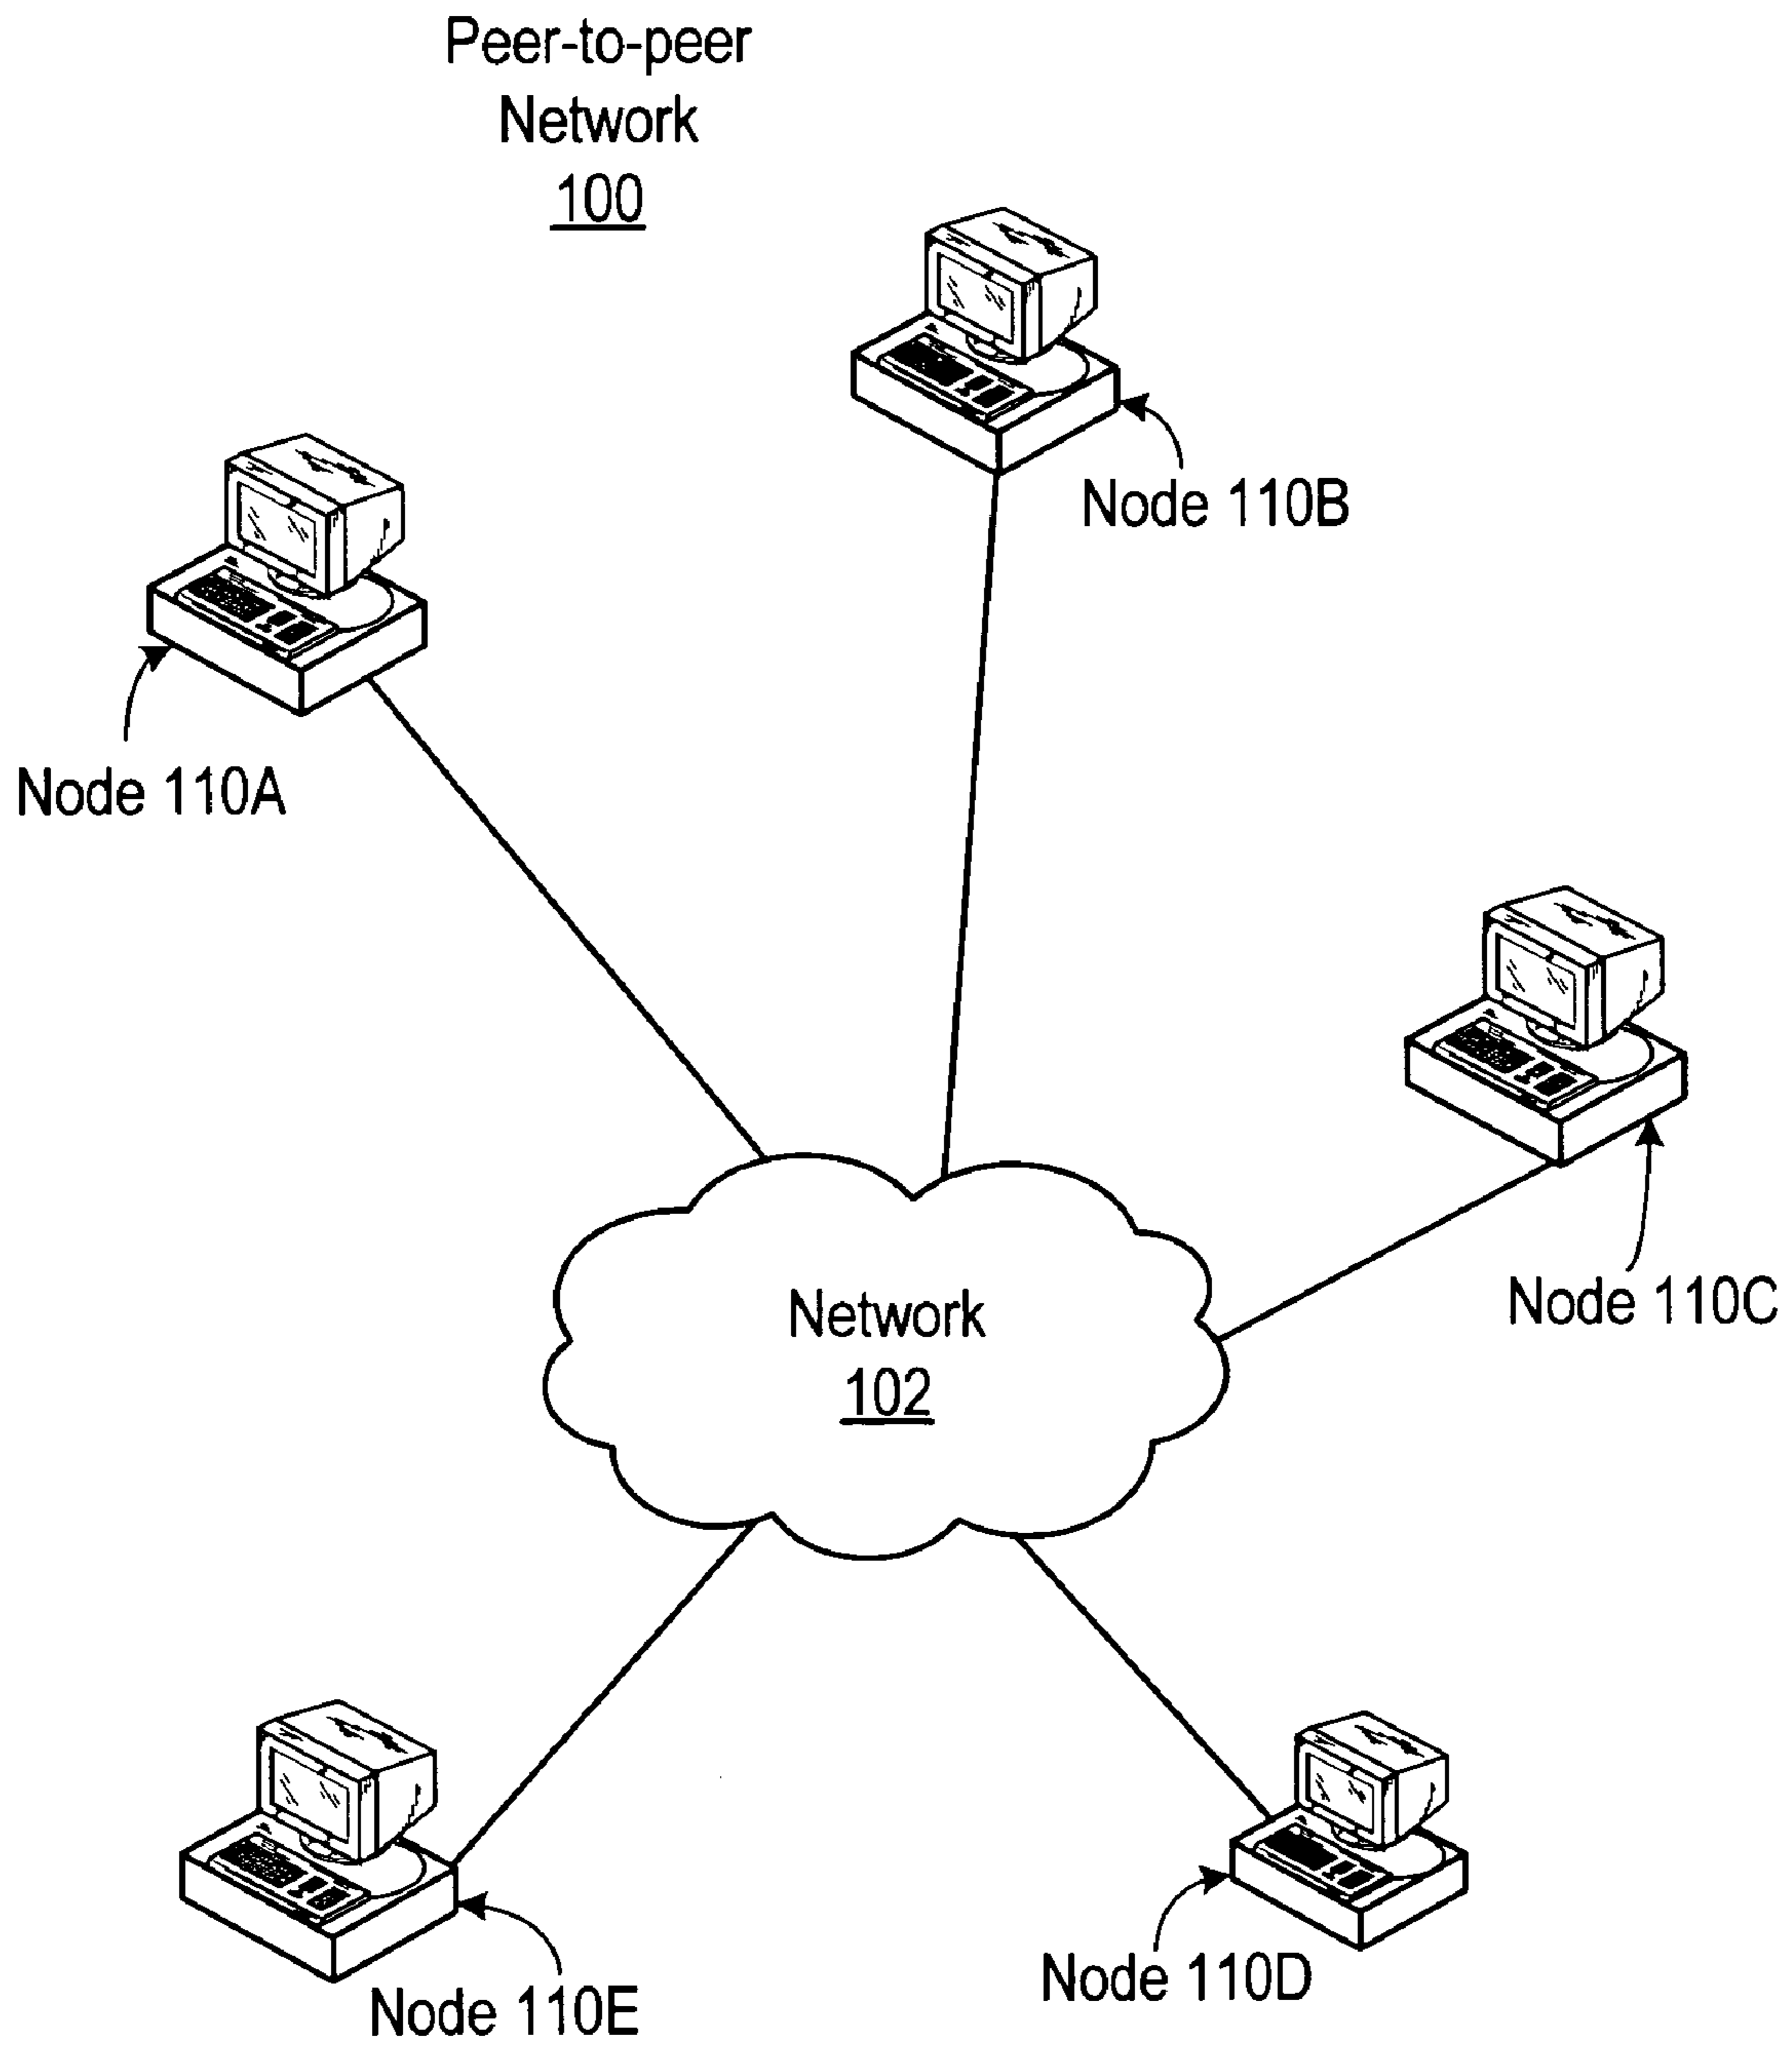 Peer-to-peer
Network
100
Node 110B
Node 110A
Node 110C
Network
102
Node 110D
Node 110E